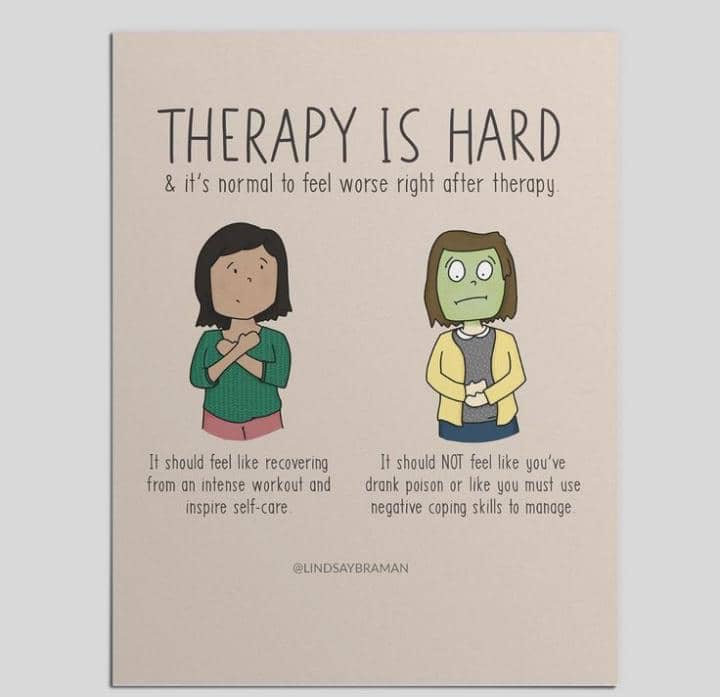 THERAPY IS HARD
& it's normal to feel worse right after therapy.
It should feel like recovering
from an intense workout and
inspire self-care.
It should NOT feel like you've
drank poison or like you must use
negative coping skills to manage.
@LINDSAYBRAMAN